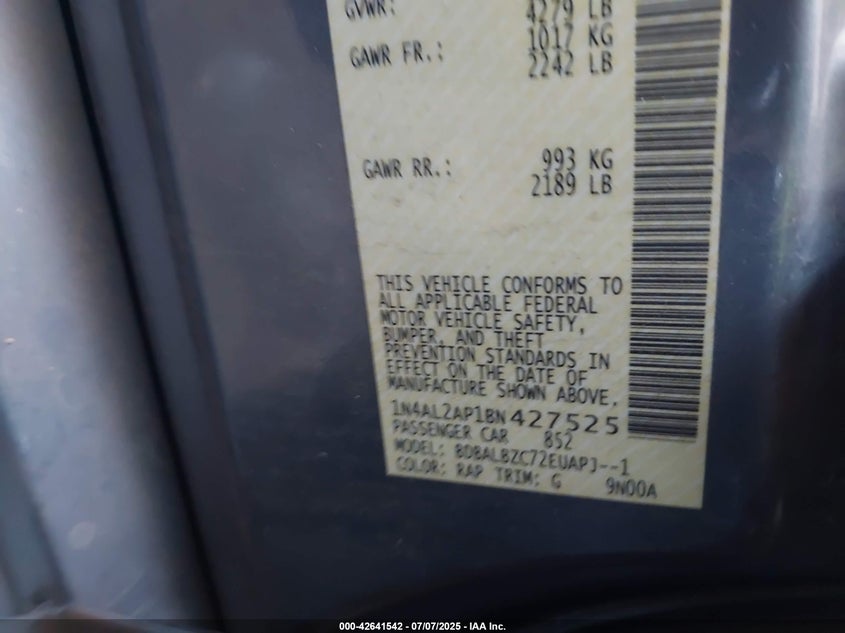 GVWR: 4279 LB
GAWR FR.: 1017 KG
2242 LB
GAWR RR.: 993 KG
2189 LB
THIS VEHICLE CONFORMS TO
ALL APPLICABLE FEDERAL
MOTOR VEHICLE SAFETY,
BUMPER, AND THEFT
PREVENTION STANDARDS IN
EFFECT ON THE DATE OF
MANUFACTURE SHOWN ABOVE.
1N4AL2AP1BN427525
PASSENGER CAR 852
MODEL: BDBALBZC72EUAPJ--1
COLOR: RAP TRIM: G 9N00A
000-42641542 - 07/07/2025 - IAA Inc.